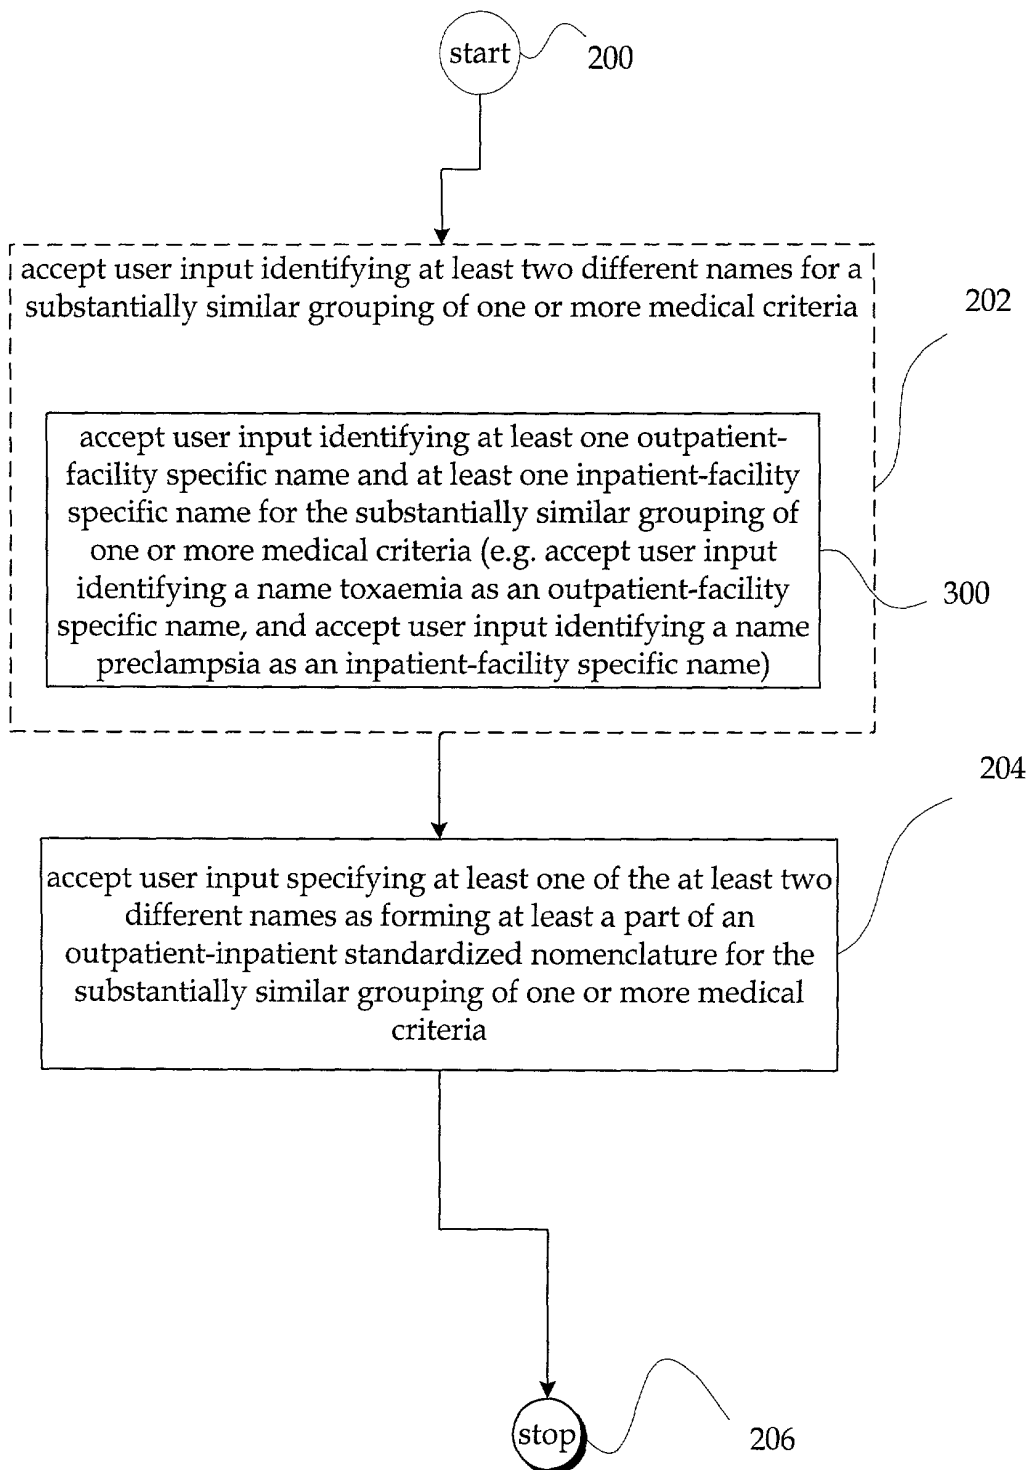 start
200
accept user input identifying at least two different names for a
substantially similar grouping of one or more medical criteria
202
accept user input identifying at least one outpatient-
facility specific name and at least one inpatient-facility
specific name for the substantially similar grouping of
one or more medical criteria (e.g. accept user input
identifying a name toxaemia as an outpatient-facility
specific name, and accept user input identifying a name
preclampsia as an inpatient-facility specific name)
300
204
accept user input specifying at least one of the at least two
different names as forming at least a part of an
outpatient-inpatient standardized nomenclature for the
substantially similar grouping of one or more medical
criteria
stop
206